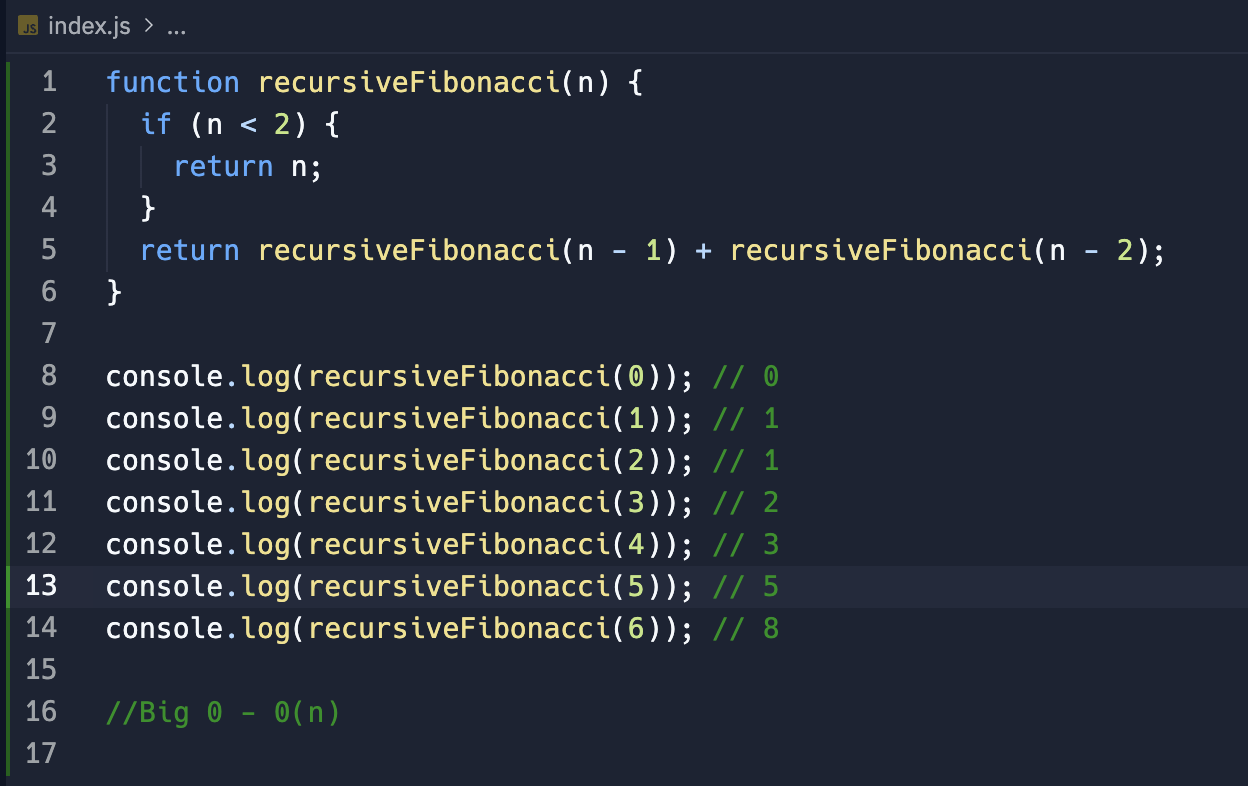 JS index.js > ...
1 function recursiveFibonacci(n) {
2   if (n < 2) {
3     return n;
4   }
5   return recursiveFibonacci(n - 1) + recursiveFibonacci(n - 2);
6 }
7
8 console.log(recursiveFibonacci(0)); // 0
9 console.log(recursiveFibonacci(1)); // 1
10 console.log(recursiveFibonacci(2)); // 1
11 console.log(recursiveFibonacci(3)); // 2
12 console.log(recursiveFibonacci(4)); // 3
13 console.log(recursiveFibonacci(5)); // 5
14 console.log(recursiveFibonacci(6)); // 8
15
16 //Big 0 - 0(n)
17